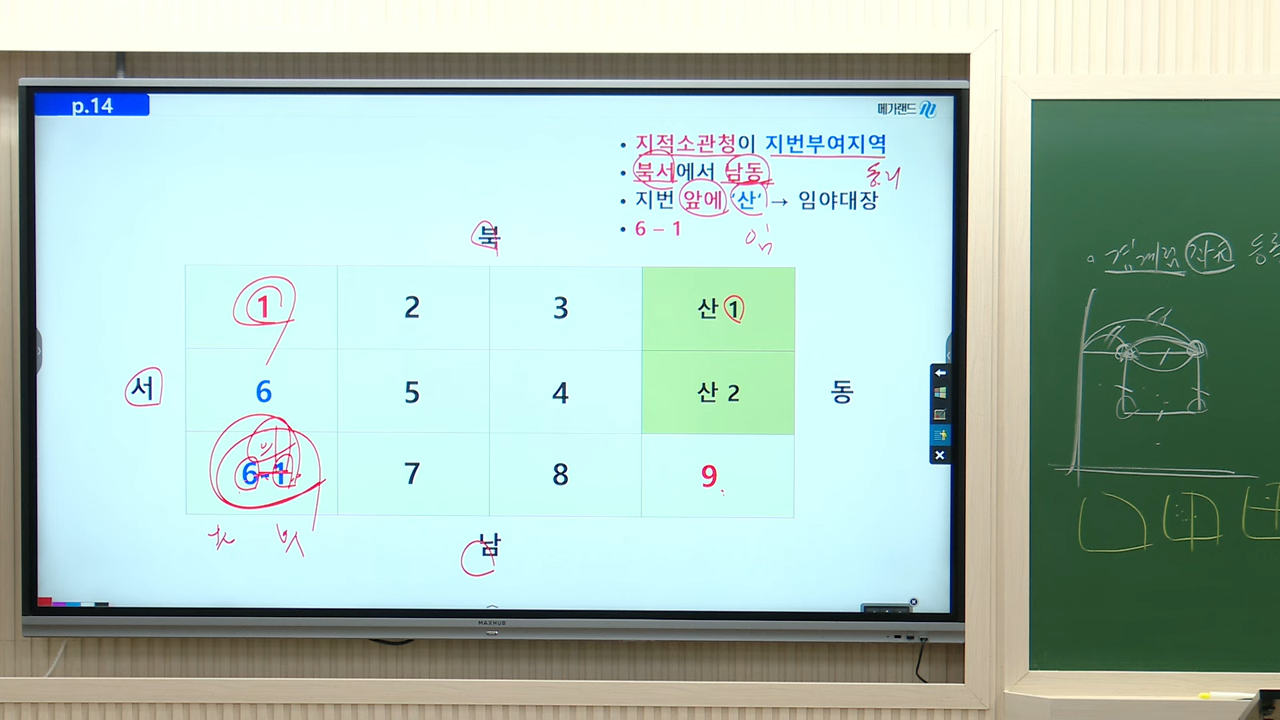 p.14
메가랜드
• 지적소관청이 지번부여지역
• 북서에서 남동
동리
• 지번 앞에 '산' → 임야대장
• 6 – 1
북
1 2 3 산 1
서 6 5 4 산 2 동
6-1 7 8 9
남
MAXHUB